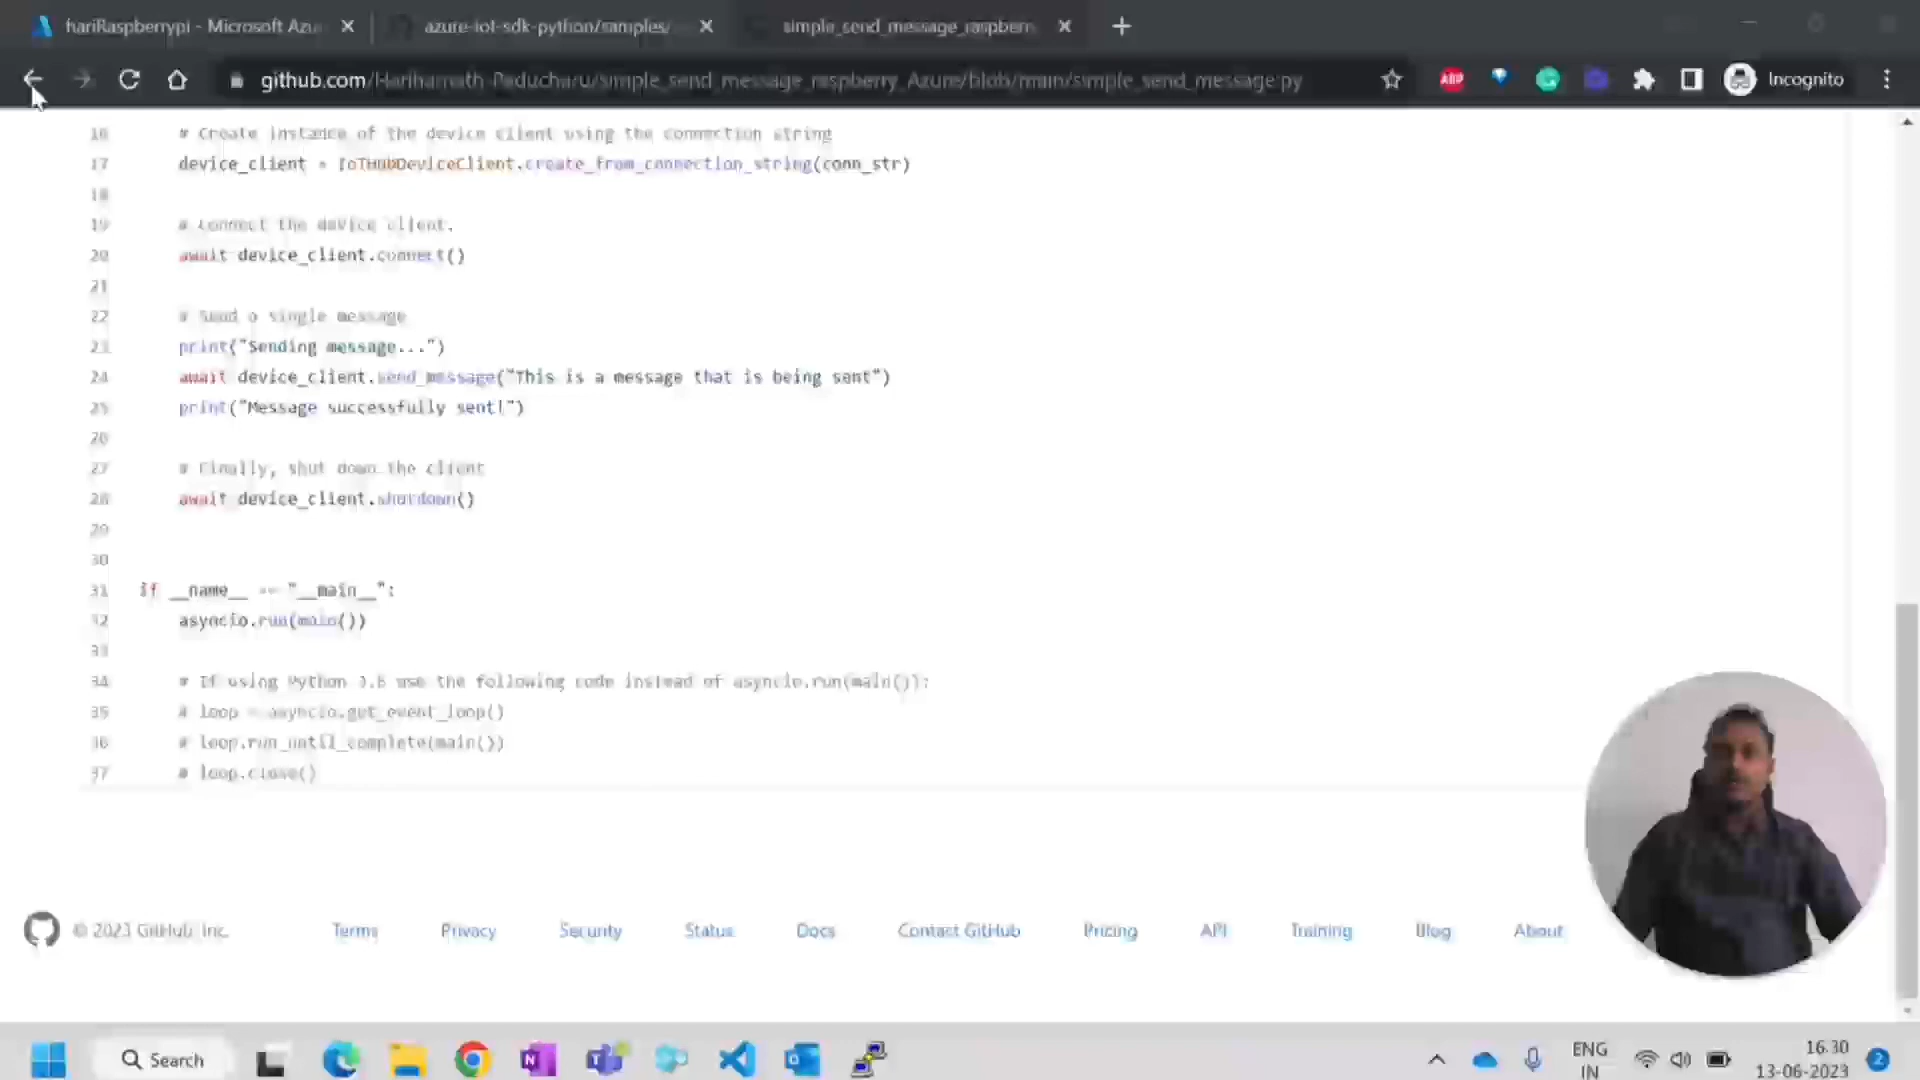 hariRaspberrypi - Microsoft Azu
azure-iot-sdk-python/samples/
simple_send_message_raspberr
github.com/Hariharnath-Paducharu/simple_send_message_raspberry_Azure/blob/main/simple_send_message.py
ABP
Incognito
16 # Create instance of the device client using the connection string
17 device_client = IoTHubDeviceClient.create_from_connection_string(conn_str)
18
19 # Connect the device client.
20 await device_client.connect()
21
22 # Send a single message
23 print("Sending message...")
24 await device_client.send_message("This is a message that is being sent")
25 print("Message successfully sent!")
26
27 # Finally, shut down the client
28 await device_client.shutdown()
29
30
31 if __name__ == "__main__":
32 asyncio.run(main())
33
34 # If using Python 3.6 use the following code instead of asyncio.run(main()):
35 # loop = asyncio.get_event_loop()
36 # loop.run_until_complete(main())
37 # loop.close()
© 2023 GitHub, Inc. Terms Privacy Security Status Docs Contact GitHub Pricing API Training Blog About
Search
ENG
IN
16.30
13-06-2023
2